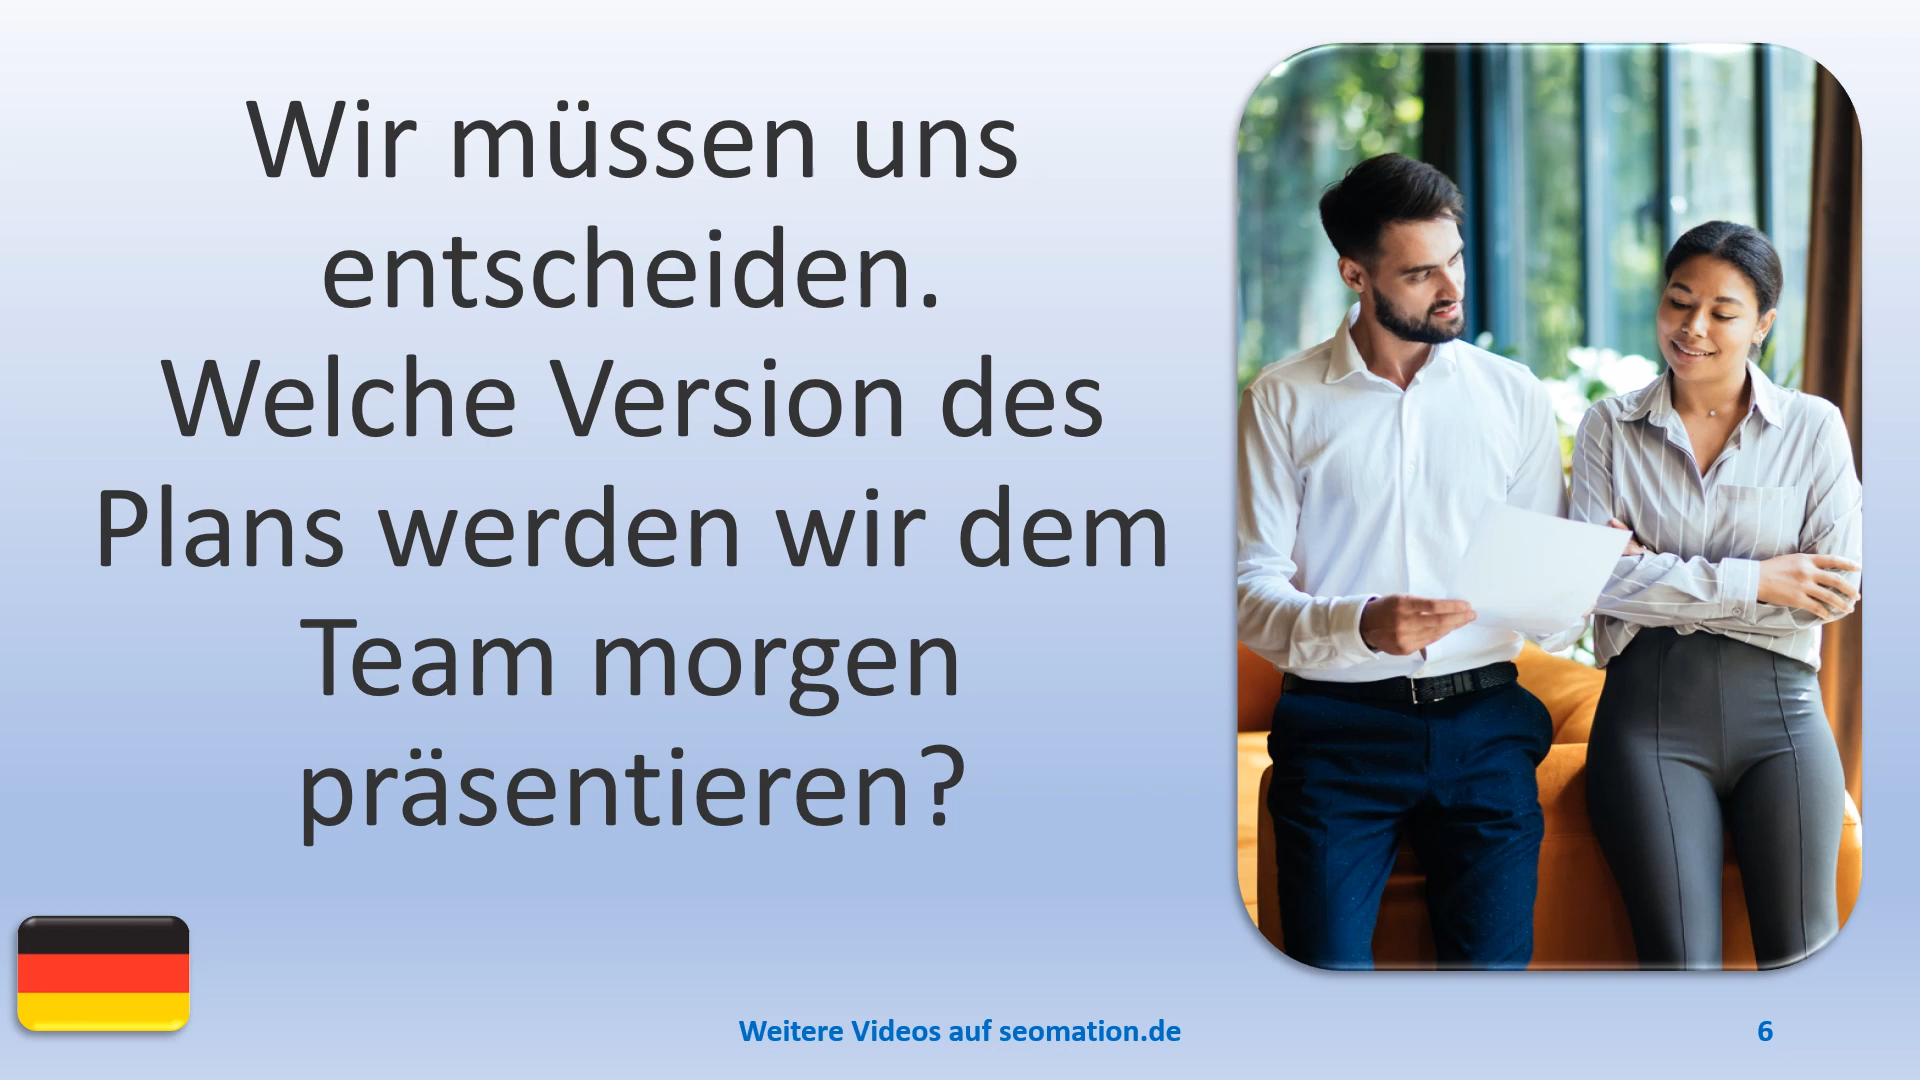 Wir müssen uns
entscheiden.
Welche Version des
Plans werden wir dem
Team morgen
präsentieren?
Weitere Videos auf seomation.de
6